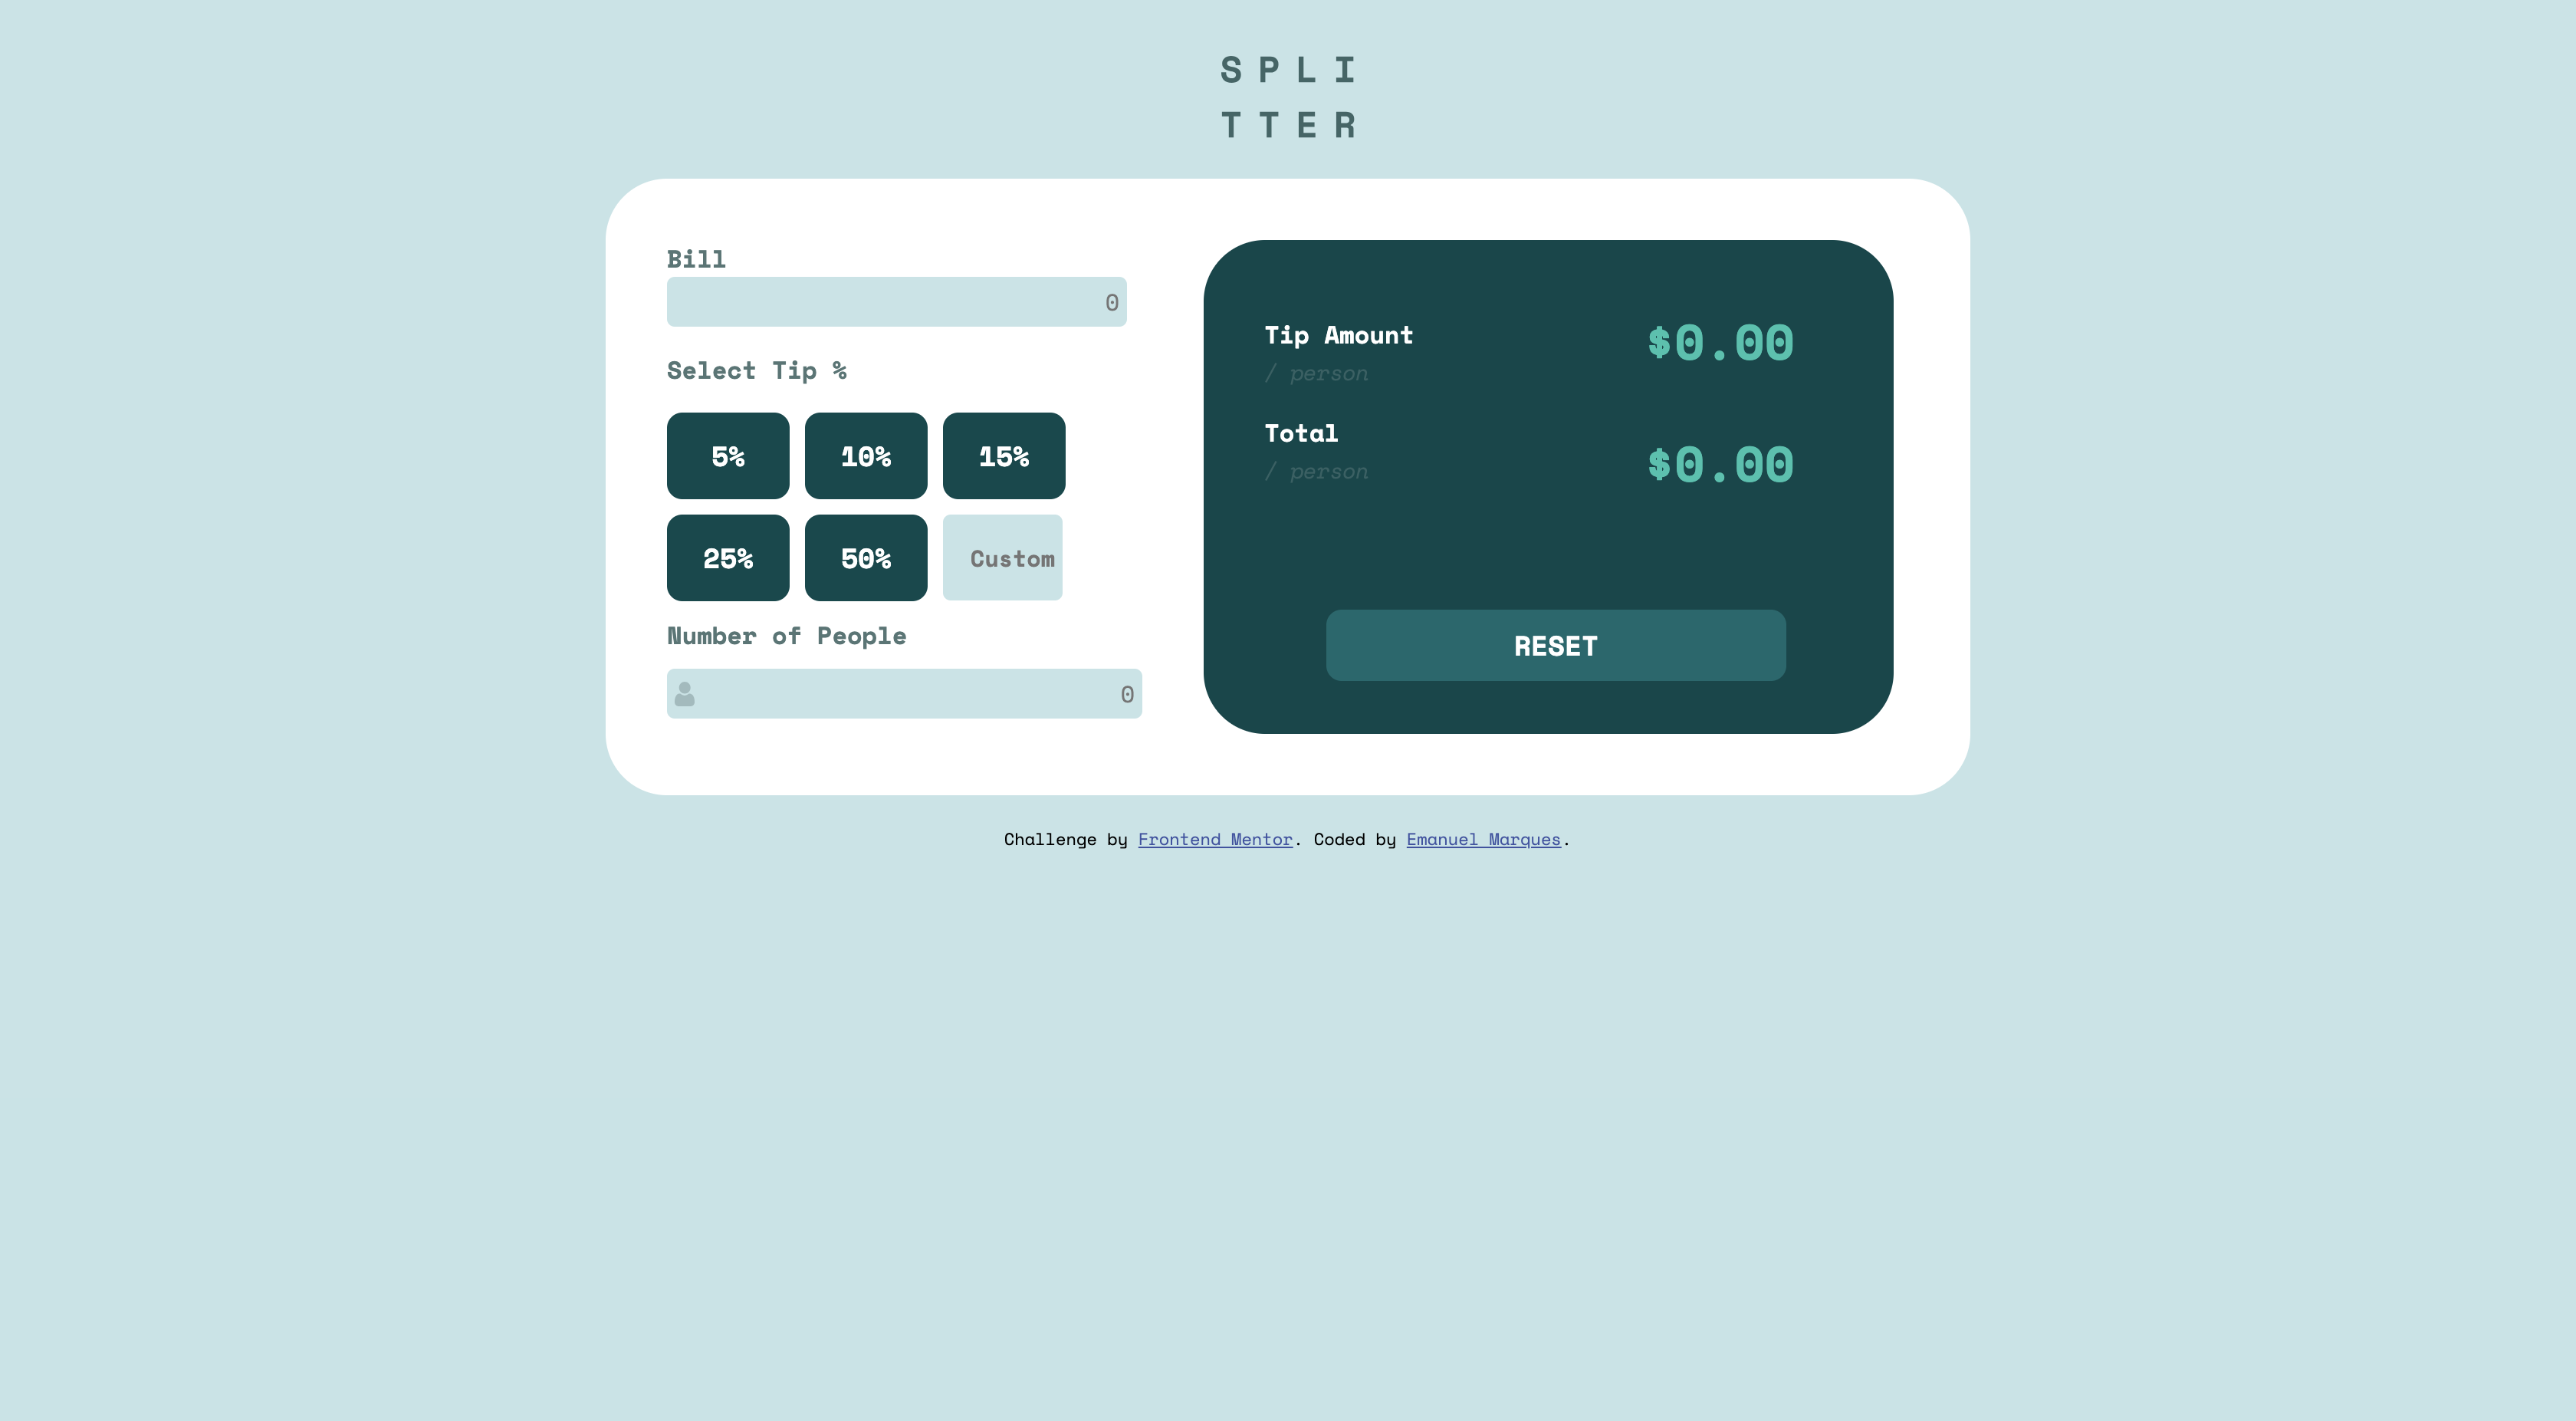 S P L I
T T E R
Bill
0
Select Tip %
5% 10% 15%
25% 50% Custom
Number of People
0
Tip Amount $0.00
/ person
Total
/ person $0.00
RESET
Challenge by Frontend Mentor. Coded by Emanuel Marques.